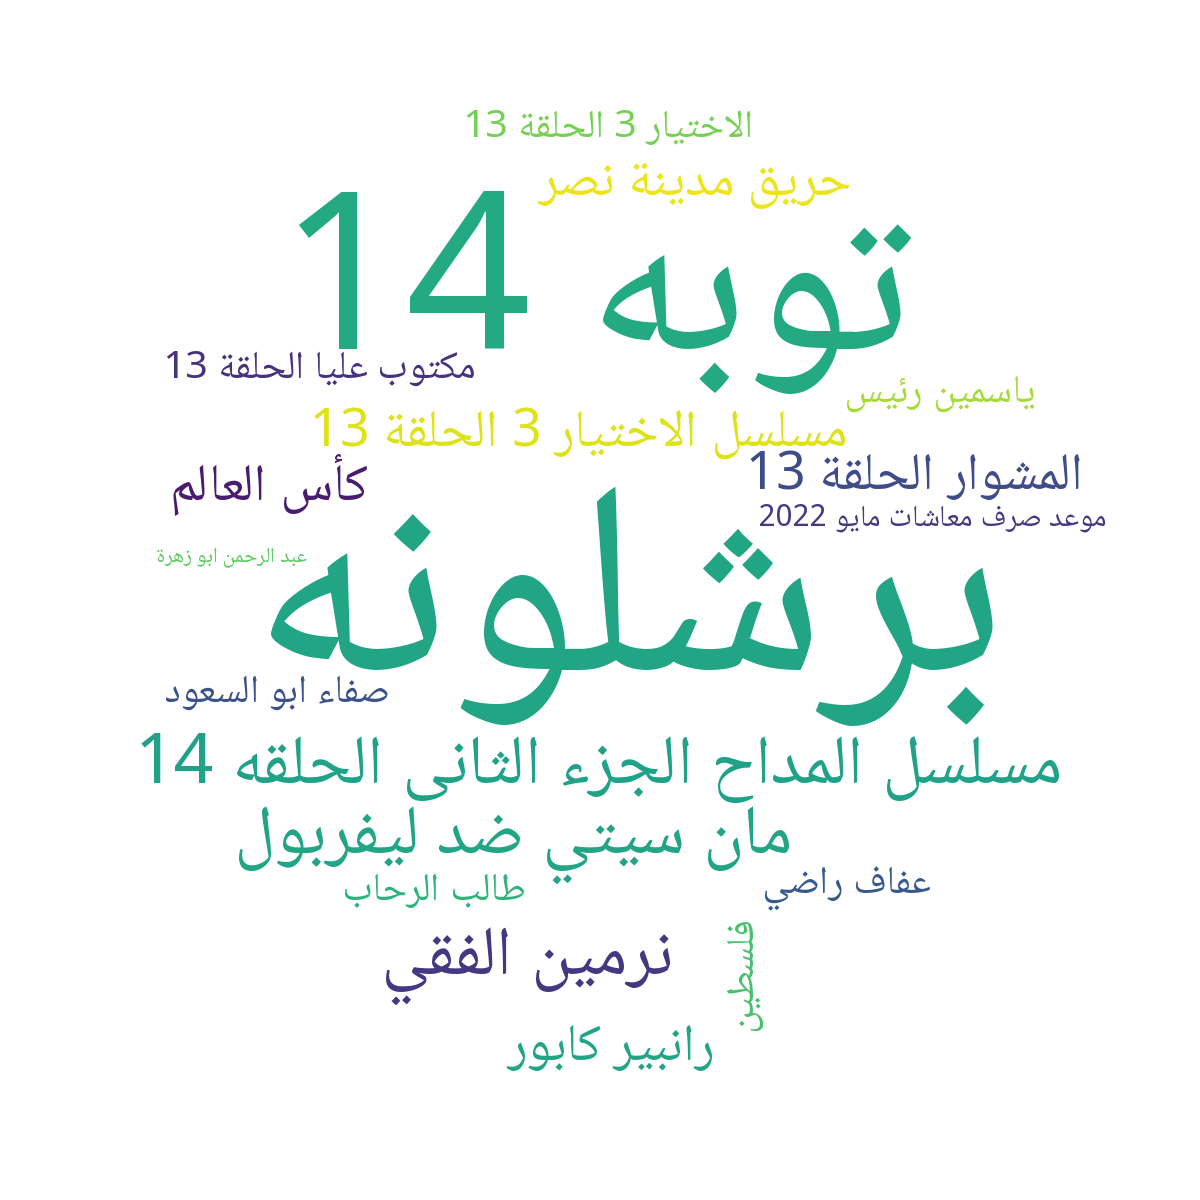 الاختيار 3 الحلقة 13
حريق مدينة نصر
توبه 14
مكتوب عليا الحلقة 13
ياسمين رئيس
مسلسل الاختيار 3 الحلقة 13
المشوار الحلقة 13
كأس العالم
موعد صرف معاشات مايو 2022
عبد الرحمن ابو زهرة
برشلونه
صفاء ابو السعود
مسلسل المداح الجزء الثانى الحلقه 14
مان سيتي ضد ليفربول
عفاف راضي
طالب الرحاب
نرمين الفقي
فلسطين
رانبير كابور